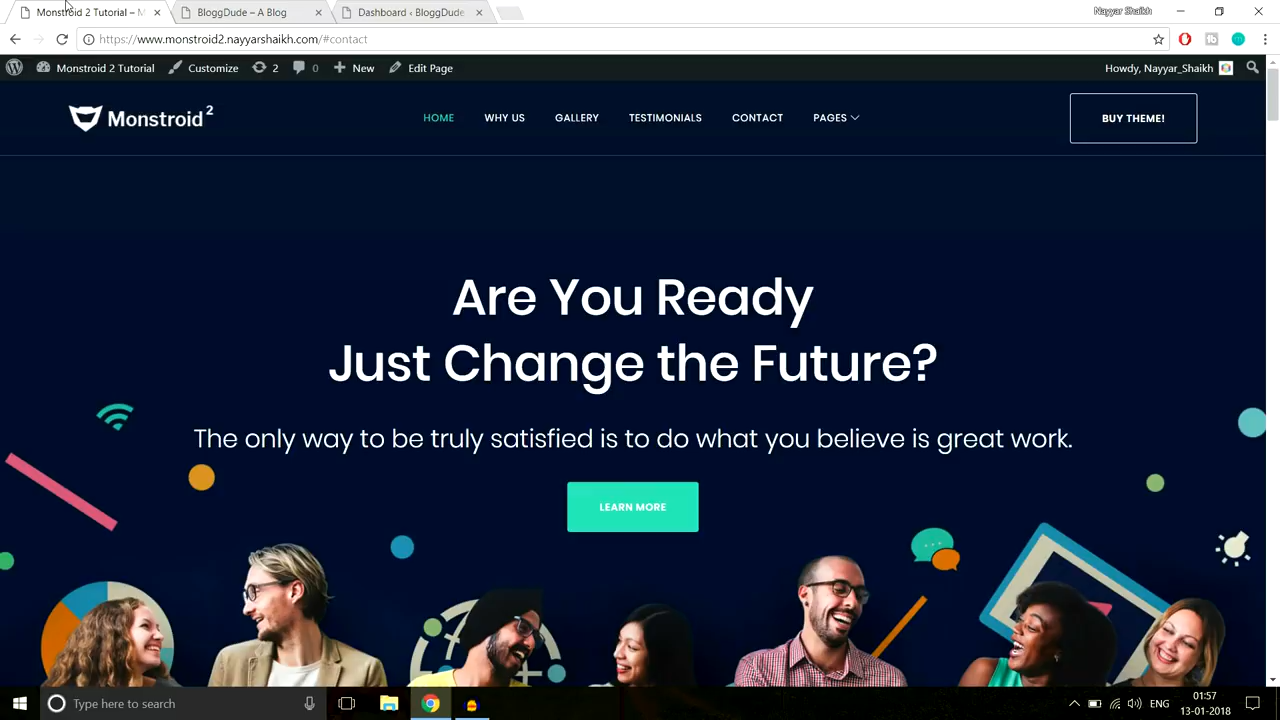 Monstroid 2 Tutorial – M
BloggDude – A Blog
Dashboard ‹ BloggDude
Nayyar Shaikh
https://www.monstroid2.nayyarshaikh.com/#contact
Monstroid 2 Tutorial
Customize
2
0
New
Edit Page
Howdy, Nayyar_Shaikh
Monstroid 2
HOME
WHY US
GALLERY
TESTIMONIALS
CONTACT
PAGES
BUY THEME!
Are You Ready
Just Change the Future?
The only way to be truly satisfied is to do what you believe is great work.
LEARN MORE
Type here to search
ENG
01:57
13-01-2018